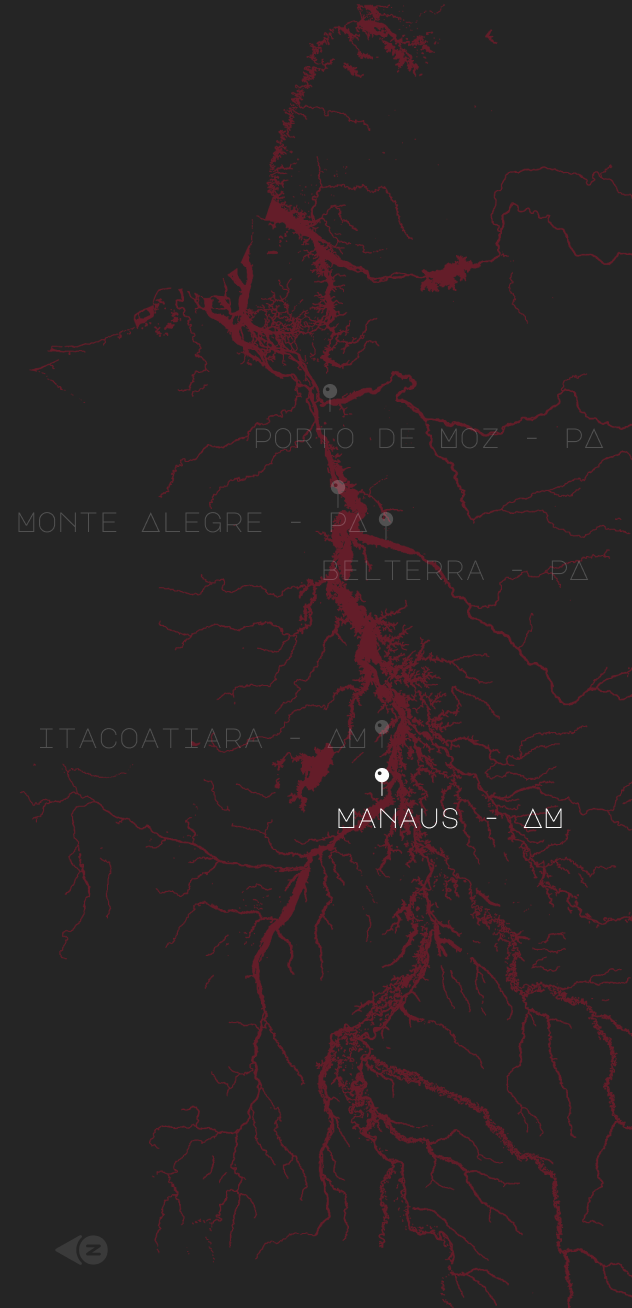 PORTO DE MOZ - PA
MONTE ALEGRE - PA
BELTERRA - PA
ITACOATIARA - AM
MANAUS - AM
N